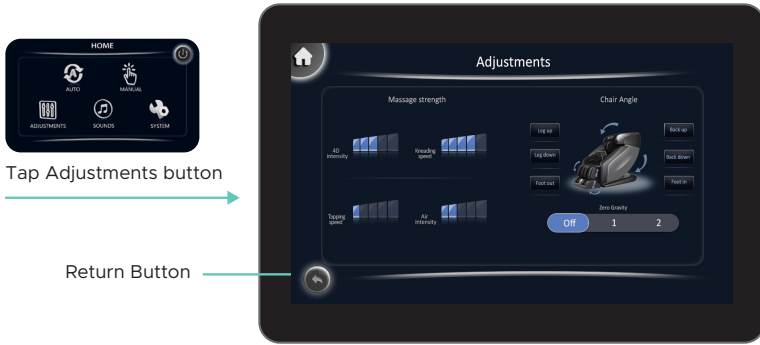 HOME
AUTO
MANUAL
ADJUSTMENTS
SOUNDS
SYSTEM
Tap Adjustments button
Return Button
Adjustments
Massage strength
4D
intensity
Kneading
speed
Tapping
speed
Air
intensity
Chair Angle
Leg up
Back up
Leg down
Back down
Foot out
Foot in
Zero Gravity
Off 1 2